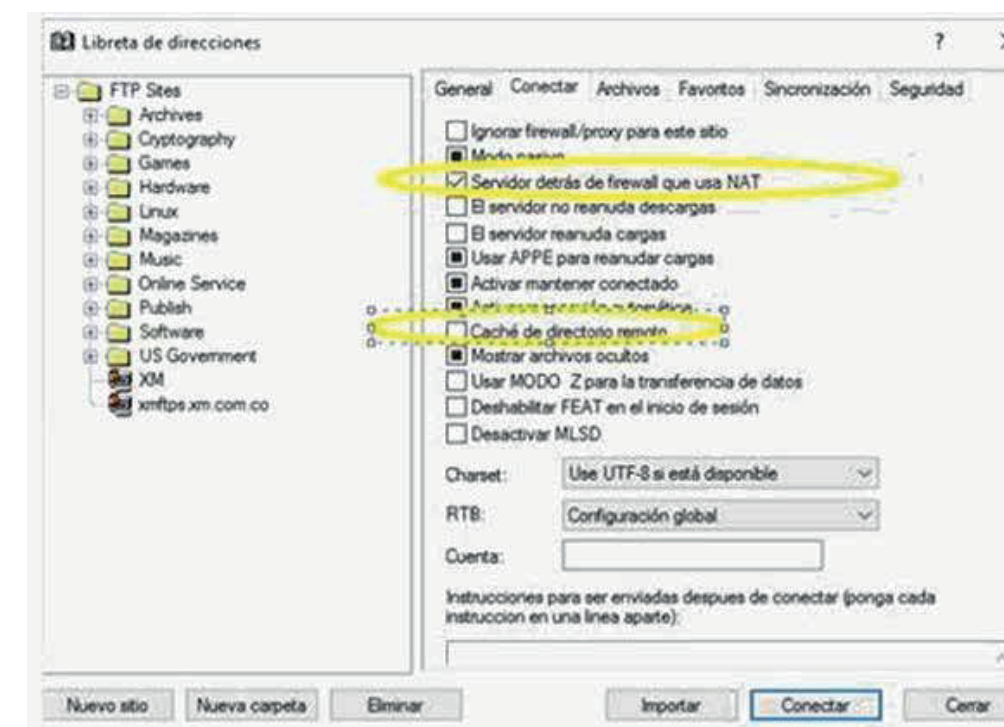 Libreta de direcciones
?
FTP Sites
Archives
Cryptography
Games
Hardware
Linux
Magazines
Music
Online Service
Publish
Software
US Government
XM
xmftps.xm.com.co
General Conectar Archivos Favoritos Sincronización Seguridad
Ignorar firewall/proxy para este sitio
Modo pasivo
Servidor detrás de firewall que usa NAT
El servidor no reanuda descargas
El servidor reanuda cargas
Usar APPE para reanudar cargas
Activar mantener conectado
Caché de directorio remoto
Mostrar archivos ocultos
Usar MODO Z para la transferencia de datos
Deshabilitar FEAT en el inicio de sesión
Desactivar MLSD
Charset: Use UTF-8 si está disponible
RTB: Configuración global
Cuenta:
Instrucciones para ser enviadas despues de conectar (ponga cada
instruccion en una linea aparte):
Nuevo sitio Nueva carpeta Eliminar Importar Conectar Cerrar